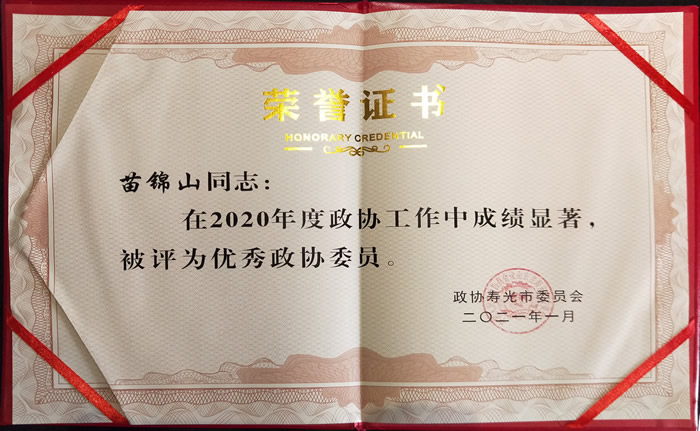 荣誉证书
HONORARY CREDENTIAL
苗锦山同志：
在2020年度政协工作中成绩显著，
被评为优秀政协委员。
政协寿光市委员会
二〇二一年一月